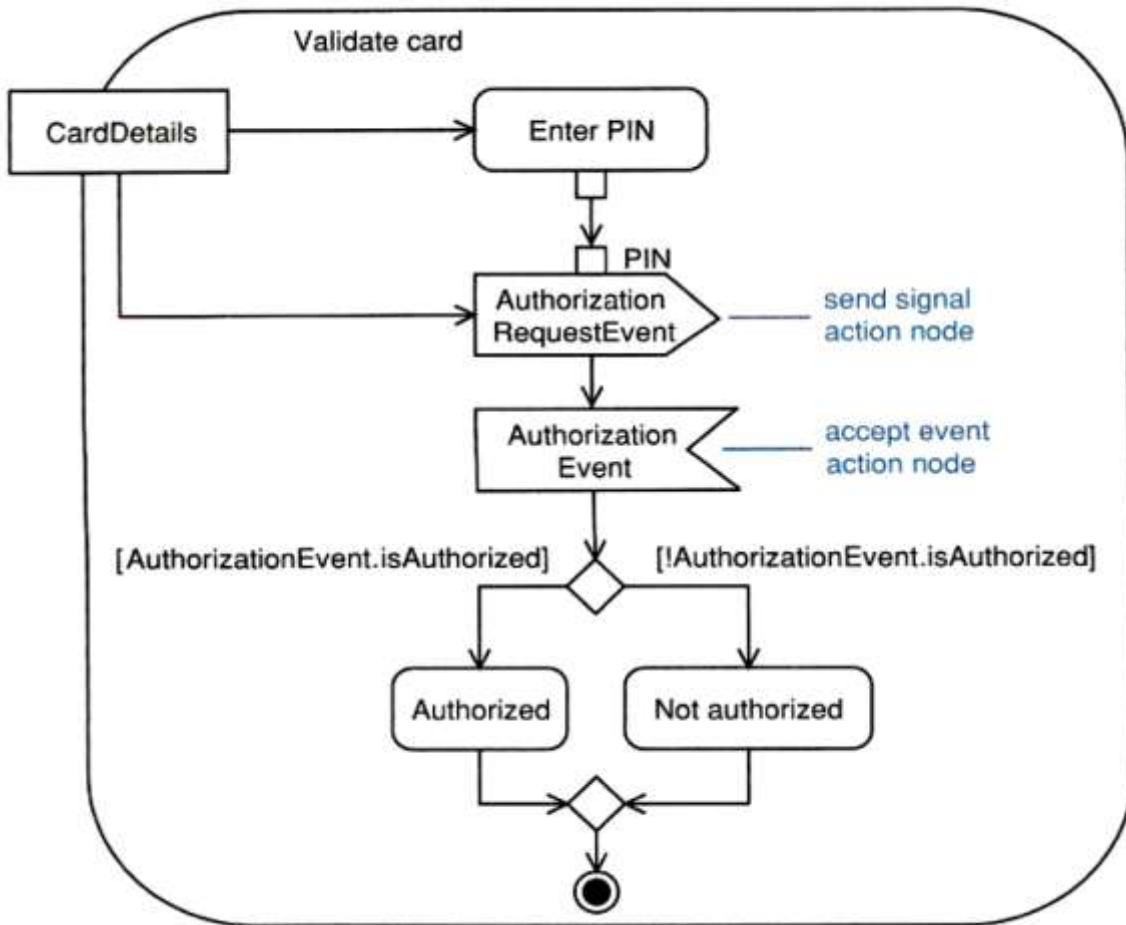 Validate card
CardDetails
Enter PIN
PIN
Authorization
RequestEvent
send signal
action node
Authorization
Event
accept event
action node
[AuthorizationEvent.isAuthorized]
[!AuthorizationEvent.isAuthorized]
Authorized
Not authorized